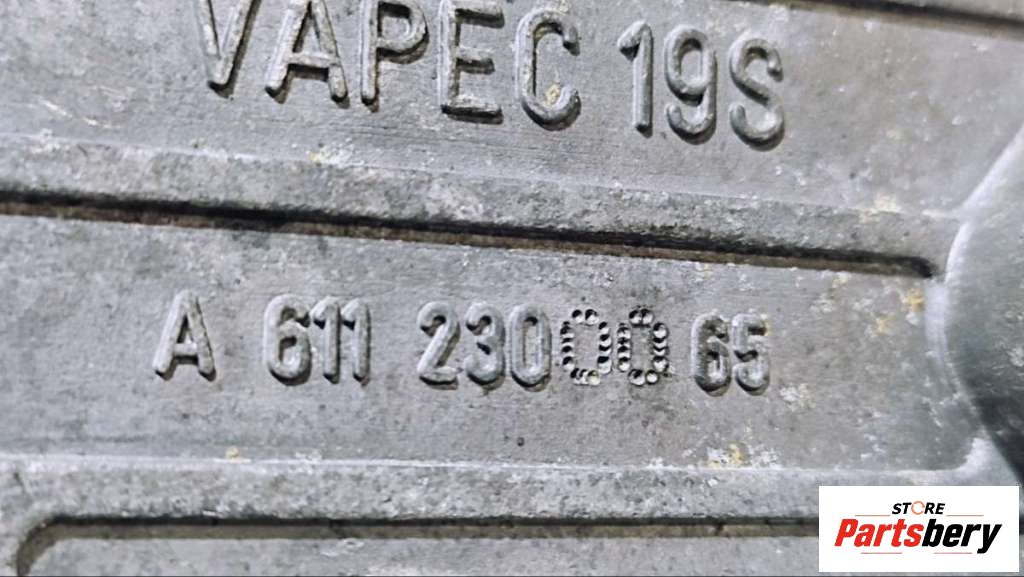 VAPEC 19S
A 611 230 00 65
STORE
Partsbery